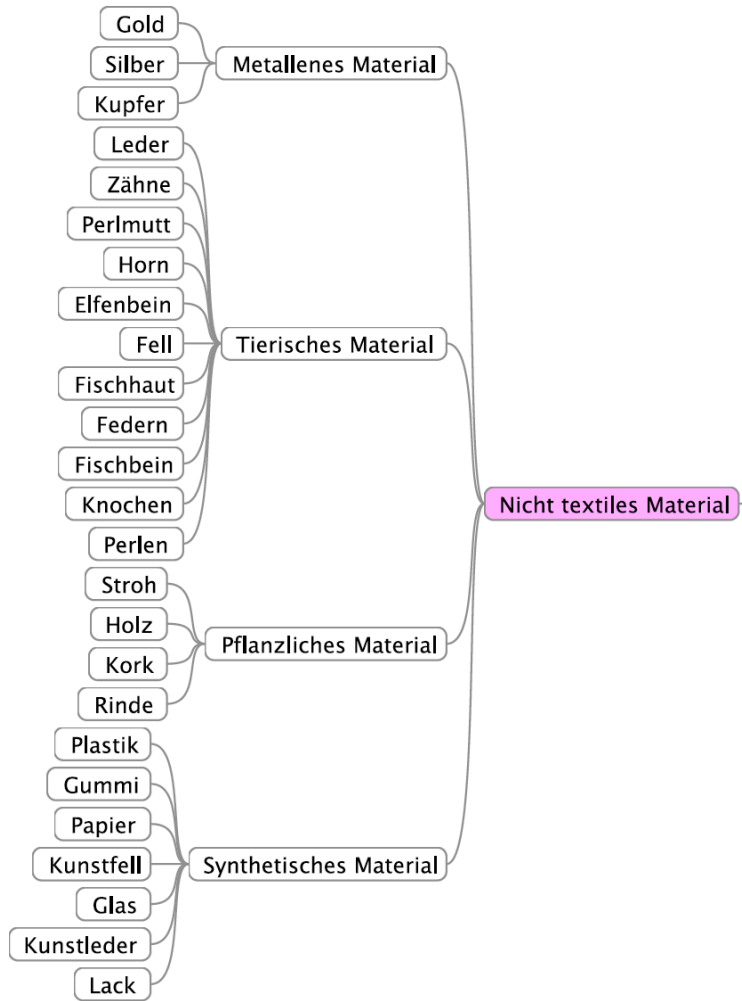 Gold
Silber
Metallenes Material
Kupfer
Leder
Zähne
Perlmutt
Horn
Elfenbein
Fell
Tierisches Material
Fischhaut
Federn
Fischbein
Knochen
Nicht textiles Material
Perlen
Stroh
Holz
Pflanzliches Material
Kork
Rinde
Plastik
Gummi
Papier
Kunstfell
Synthetisches Material
Glas
Kunstleder
Lack